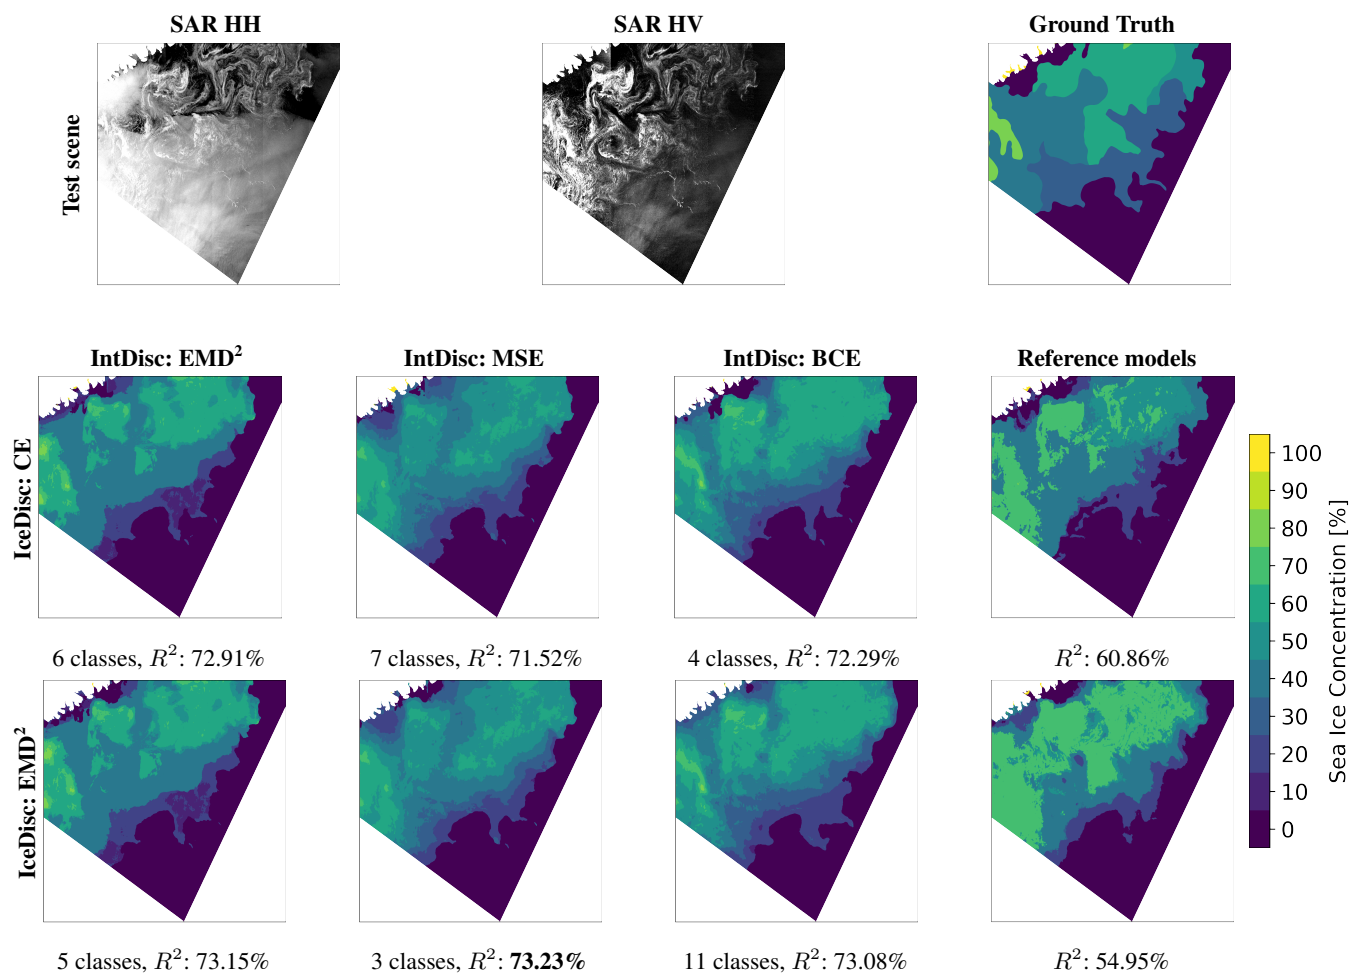 SAR HH
SAR HV
Ground Truth
Test scene
IntDisc: EMD²
IntDisc: MSE
IntDisc: BCE
Reference models
IceDisc: CE
6 classes, R²: 72.91%
7 classes, R²: 71.52%
4 classes, R²: 72.29%
R²: 60.86%
IceDisc: EMD²
5 classes, R²: 73.15%
3 classes, R²: 73.23%
11 classes, R²: 73.08%
R²: 54.95%
100
90
80
70
60
50
40
30
20
10
0
Sea Ice Concentration [%]